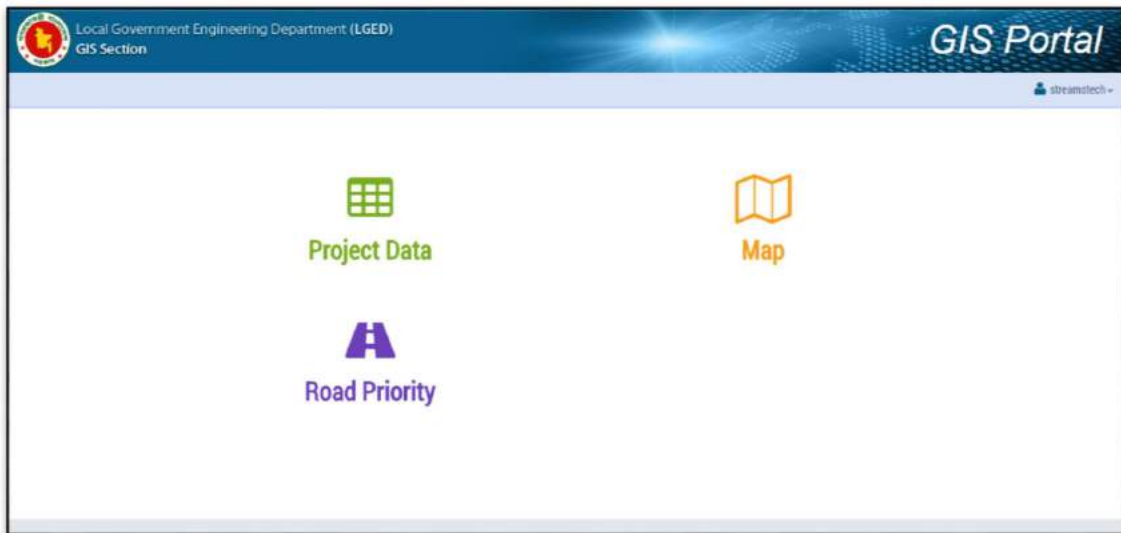 Local Government Engineering Department (LGED)
GIS Section
GIS Portal
streamstech
Project Data
Map
Road Priority